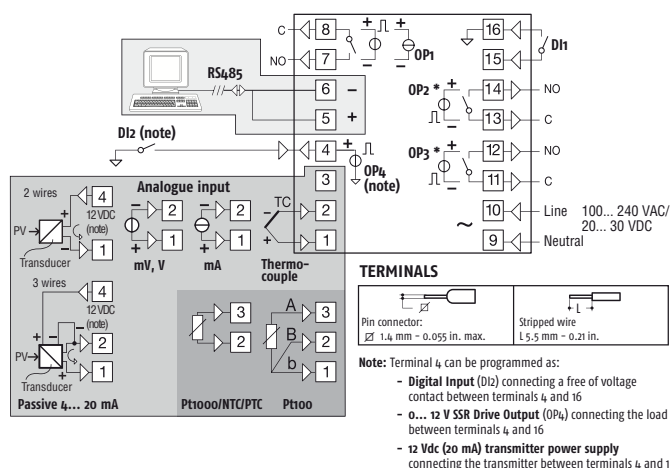 C 8 + + 16
NO 7 – – OP1 15 DI1
RS485
6 –
5 +
OP2 * + 14 NO
– 13 C
DI2 (note)
4 + OP4 (note)
OP3 * + 12 NO
– 11 C
3
TC
– 2
+ 1
~ 10 Line 100... 240 VAC/
20... 30 VDC
9 Neutral
Analogue input
2 wires 4
+ 12 VDC
(note)
PV – 1
Transducer
2
1
mV, V
2
1
mA
Thermo-
couple
3 wires 4
12 VDC
(note)
– – 2
PV + 1
Transducer
Passive 4... 20 mA
3
2
Pt1000/NTC/PTC
A 3
B 2
b 1
Pt100
TERMINALS
Pin connector:
Ø 1.4 mm - 0.055 in. max.
L
Stripped wire
L 5.5 mm - 0.21 in.
Note: Terminal 4 can be programmed as:
- Digital Input (DI2) connecting a free of voltage
contact between terminals 4 and 16
- 0... 12 V SSR Drive Output (OP4) connecting the load
between terminals 4 and 16
- 12 Vdc (20 mA) transmitter power supply
connecting the transmitter between terminals 4 and 1